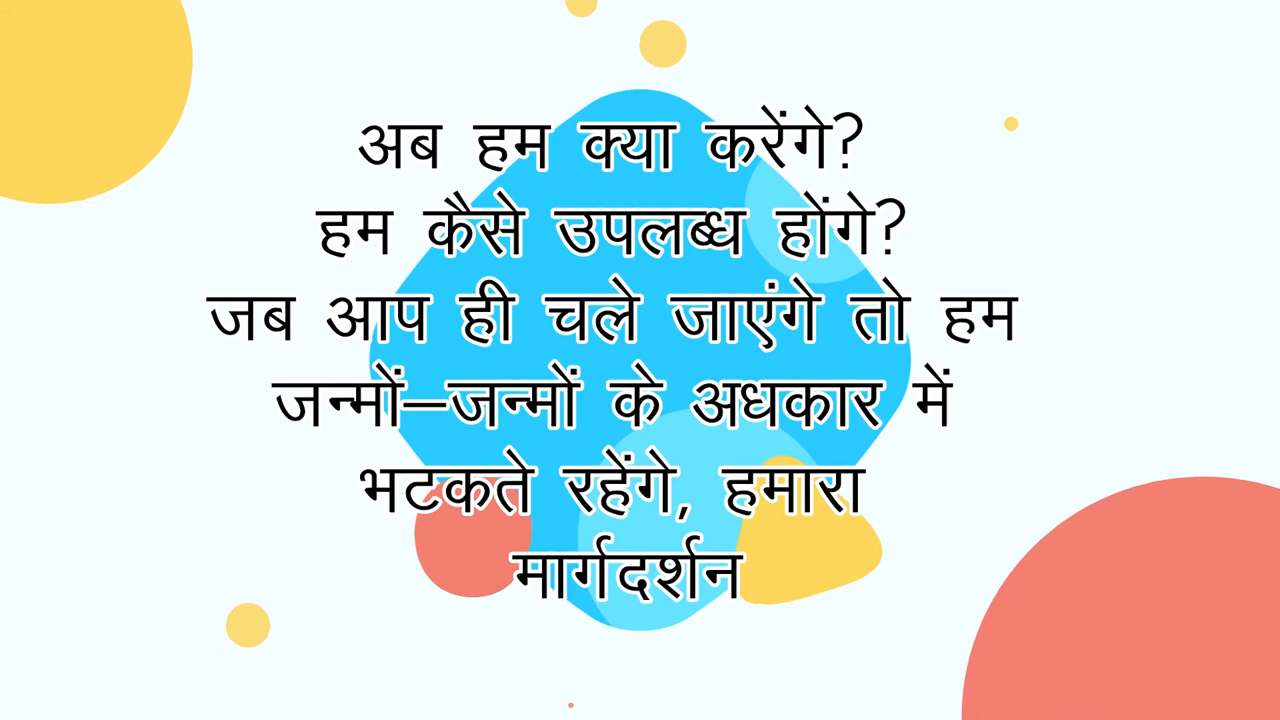 अब हम क्या करेंगे?
हम कैसे उपलब्ध होंगे?
जब आप ही चले जाएंगे तो हम
जन्मों–जन्मों के अधकार में
भटकते रहेंगे, हमारा
मार्गदर्शन